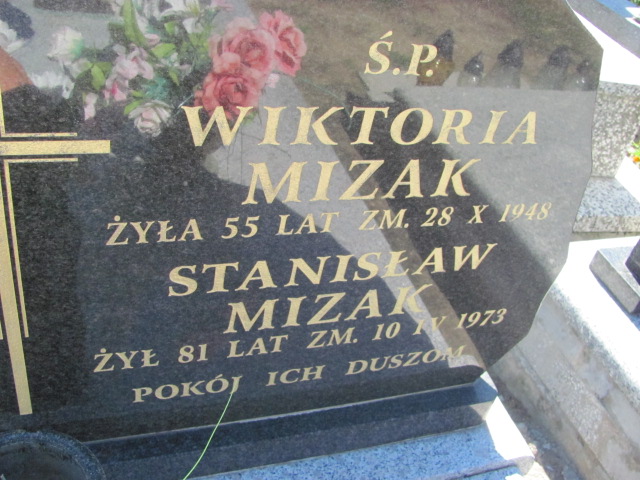 Ś.P.
WIKTORIA
MIZAK
ŻYŁA 55 LAT ZM. 28 X 1948
STANISŁAW
MIZAK
ŻYŁ 81 LAT ZM. 10 IV 1973
POKÓJ ICH DUSZOM